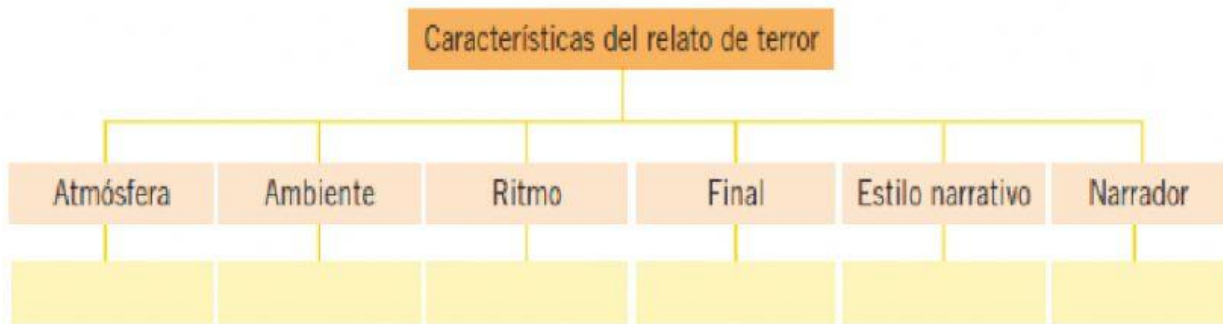 Características del relato de terror
Atmósfera
Ambiente
Ritmo
Final
Estilo narrativo
Narrador